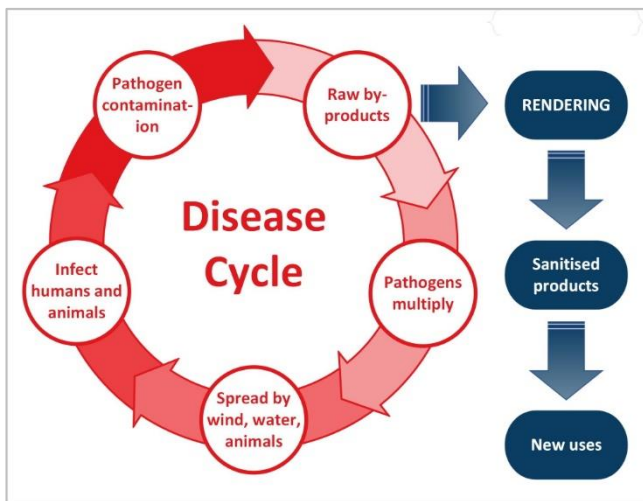 Pathogen
contaminat-
ion
Raw by-
products
RENDERING
Disease
Cycle
Infect
humans and
animals
Pathogens
multiply
Sanitised
products
Spread by
wind, water,
animals
New uses